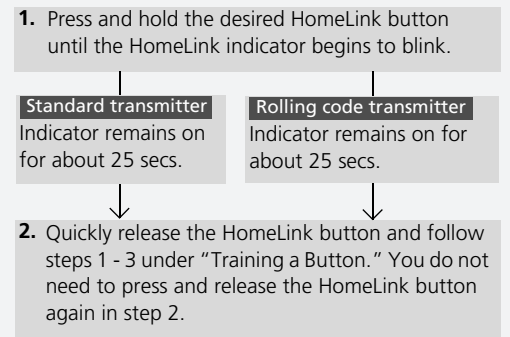 1. Press and hold the desired HomeLink button
until the HomeLink indicator begins to blink.
Standard transmitter
Indicator remains on
for about 25 secs.
Rolling code transmitter
Indicator remains on for
about 25 secs.
2. Quickly release the HomeLink button and follow
steps 1 - 3 under “Training a Button.” You do not
need to press and release the HomeLink button
again in step 2.